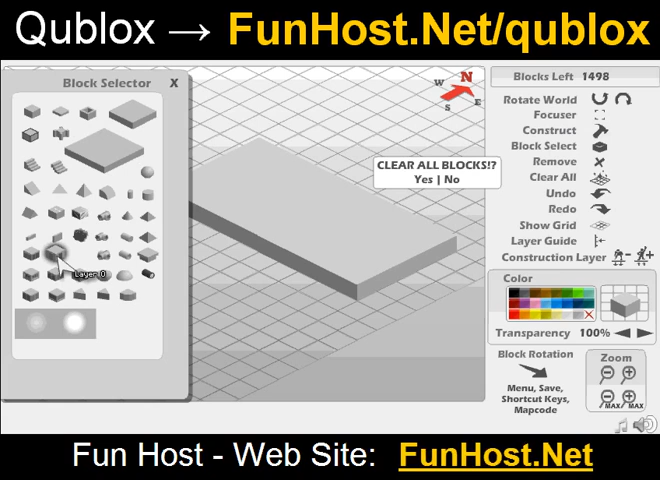 Qublox → FunHost.Net/qublox
Block Selector X
Layer 0
W N
S E
CLEAR ALL BLOCKS!?
Yes | No
Blocks Left 1498
Rotate World
Focuser
Construct
Block Select
Remove
Clear All
Undo
Redo
Show Grid
Layer Guide
Construction Layer
Color
Transparency 100%
Block Rotation
Menu, Save,
Shortcut Keys,
Mapcode
Zoom
MAX MAX
Fun Host - Web Site: FunHost.Net